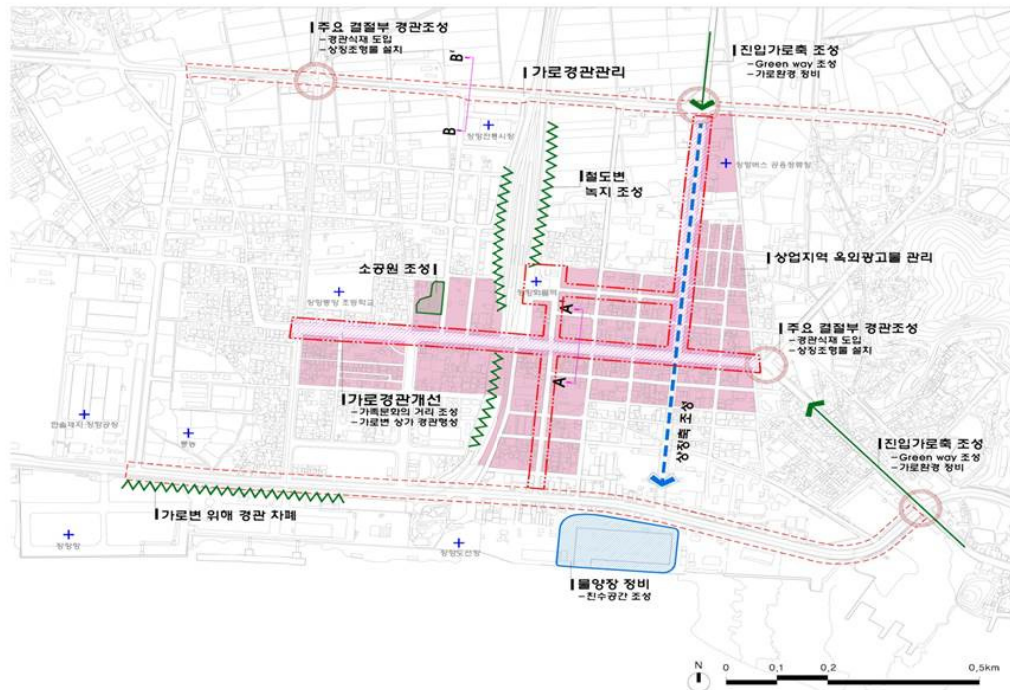 주요 결절부 경관조성
-경관식재 도입
-상징조형물 설치
B'
B
가로경관관리
진입가로축 조성
-Green way 조성
-가로환경 정비
철도변
녹지 조성
상업지역 옥외광고물 관리
소공원 조성
A'
A
주요 결절부 경관조성
-경관식재 도입
-상징조형물 설치
가로경관개선
-가족문화의 거리 조성
-가로변 상가 경관형성
상징축 조성
진입가로축 조성
-Green way 조성
-가로환경 정비
가로변 위해 경관 차폐
물양장 정비
-친수공간 조성
N
0
0,1
0,2
0,5km